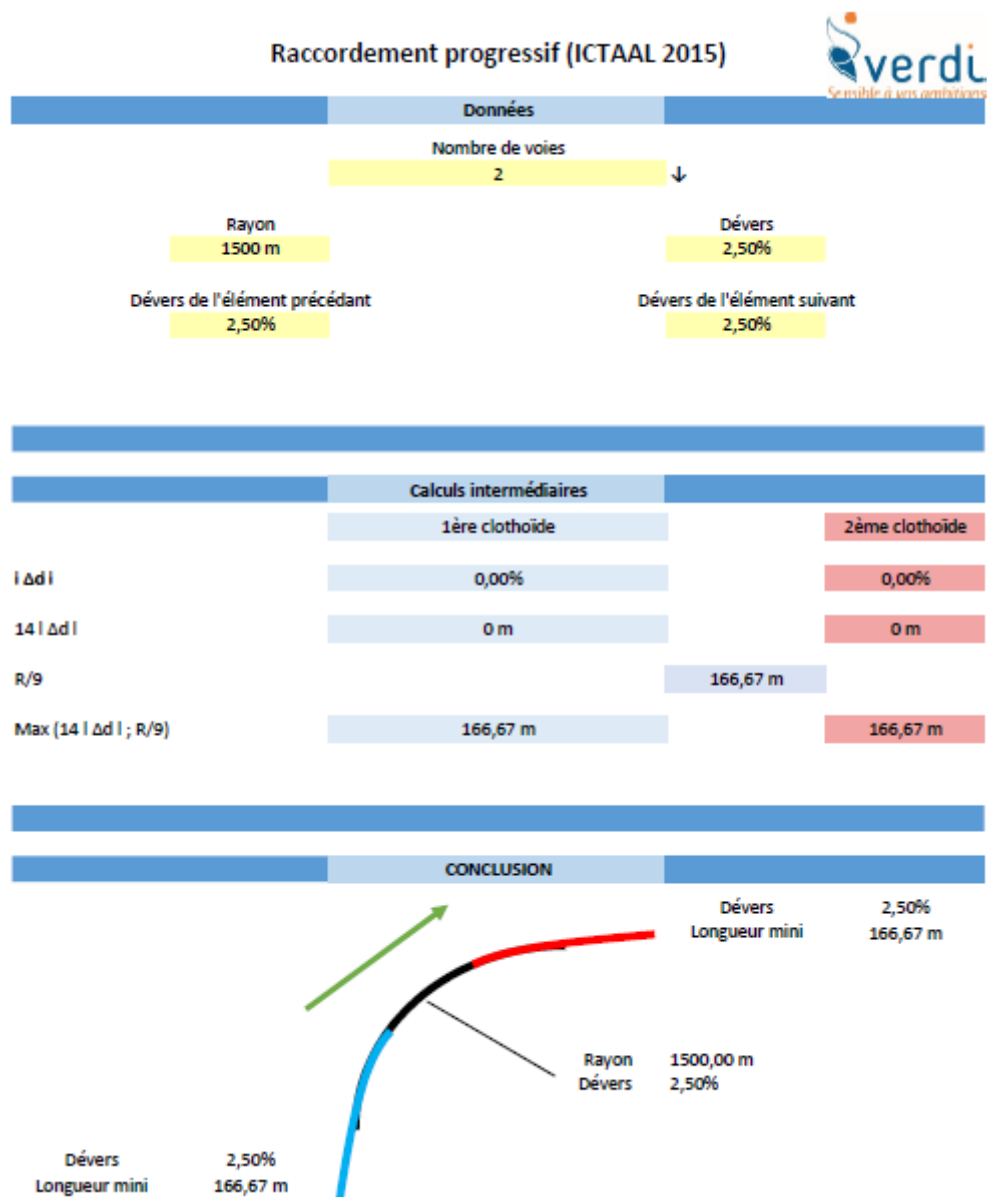 Raccordement progressif (ICTAAL 2015)
verdi
Sensible à vos ambitions
Données
Nombre de voies
2 ↓
Rayon Dévers
1500 m 2,50%
Dévers de l'élément précédant Dévers de l'élément suivant
2,50% 2,50%
Calculs intermédiaires
1ère clothoïde 2ème clothoïde
l Δd l 0,00% 0,00%
14 l Δd l 0 m 0 m
R/9 166,67 m
Max (14 l Δd l ; R/9) 166,67 m 166,67 m
CONCLUSION
Dévers 2,50%
Longueur mini 166,67 m
Rayon 1500,00 m
Dévers 2,50%
Dévers 2,50%
Longueur mini 166,67 m